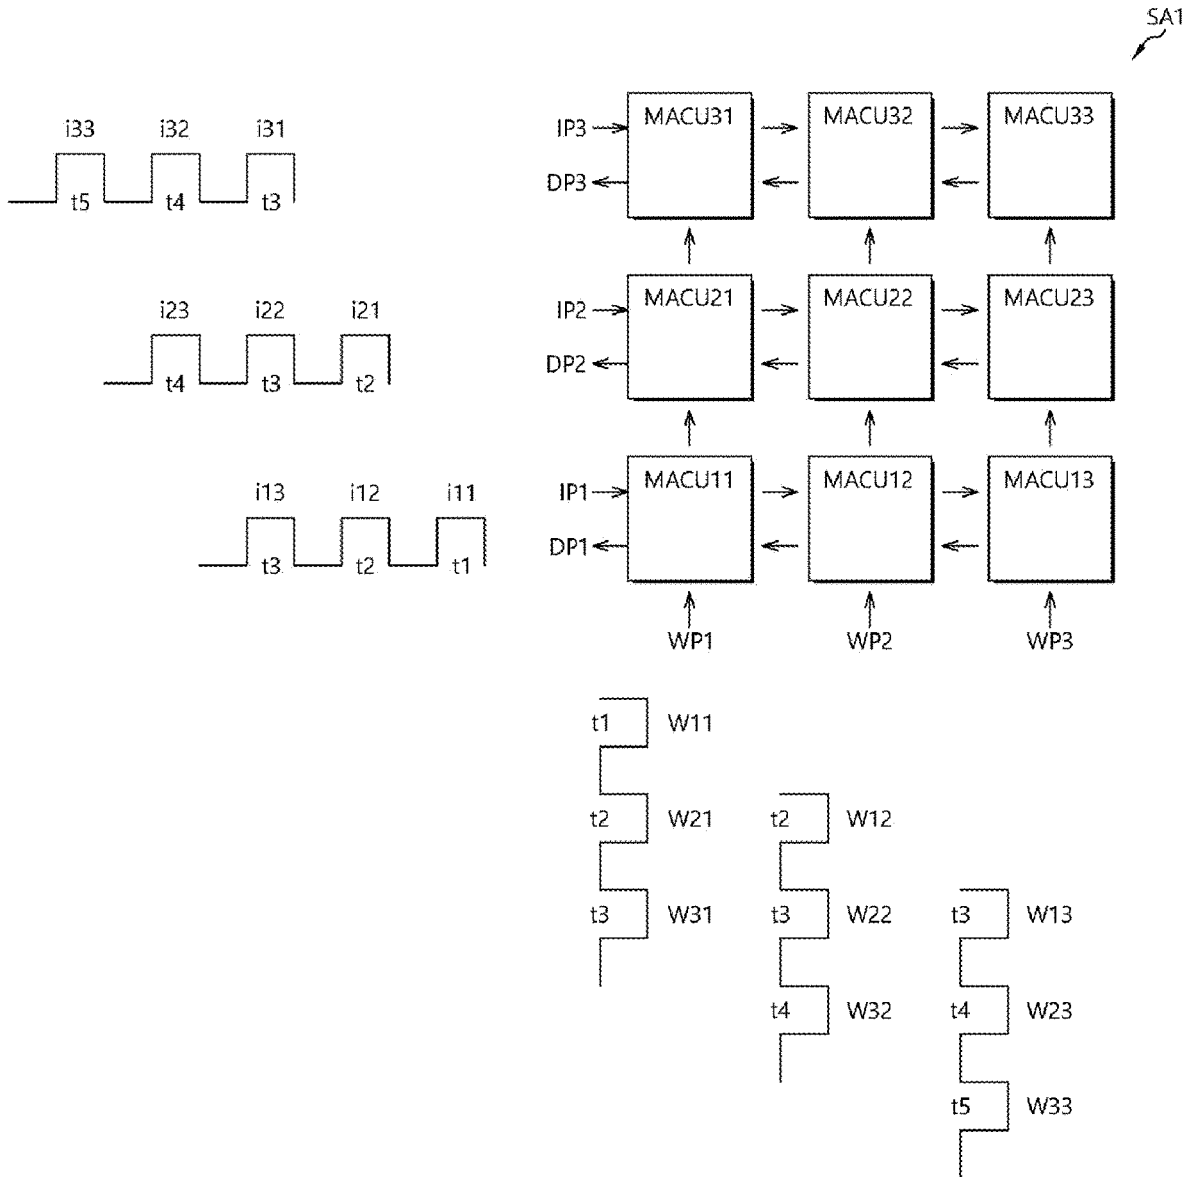 SA1
i33 i32 i31
IP3 MACU31 MACU32 MACU33
DP3
t5 t4 t3
i23 i22 i21
IP2 MACU21 MACU22 MACU23
DP2
t4 t3 t2
i13 i12 i11
IP1 MACU11 MACU12 MACU13
DP1
t3 t2 t1
WP1 WP2 WP3
t1 W11
t2 W21 t2 W12
t3 W31 t3 W22 t3 W13
t4 W32 t4 W23
t5 W33